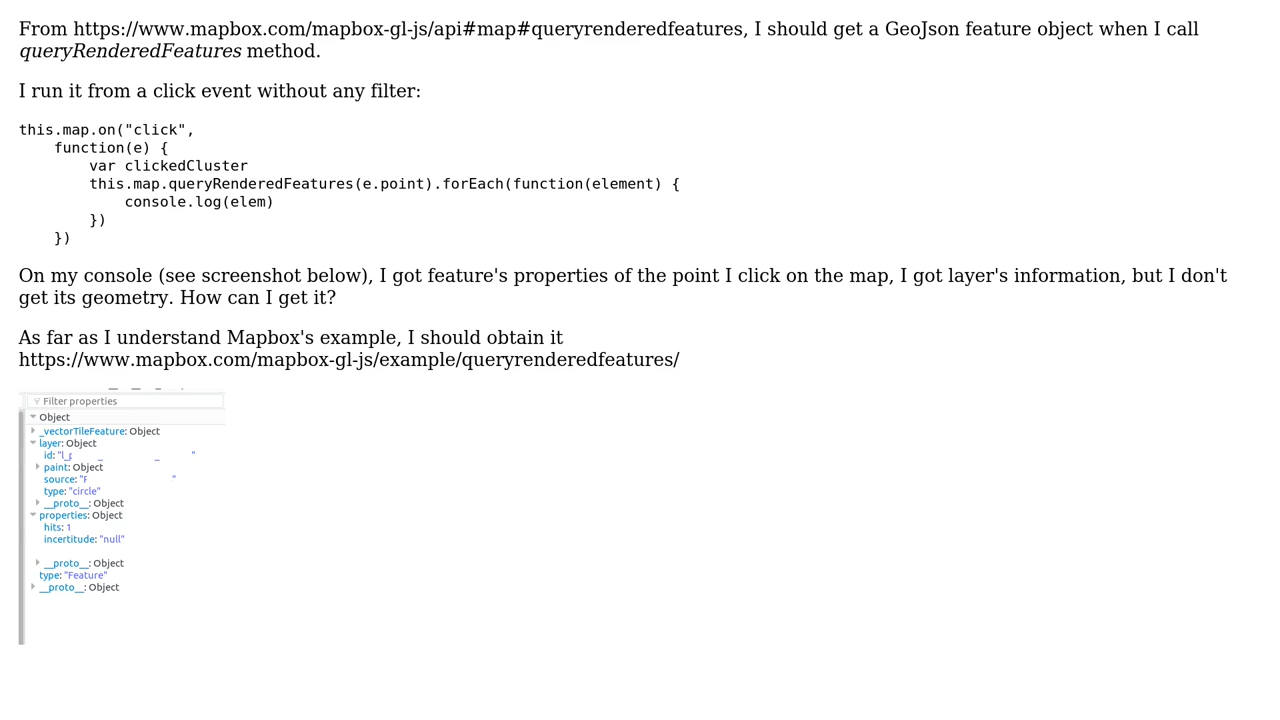 From https://www.mapbox.com/mapbox-gl-js/api#map#queryrenderedfeatures, I should get a GeoJson feature object when I call
queryRenderedFeatures method.
I run it from a click event without any filter:
this.map.on("click",
function(e) {
var clickedCluster
this.map.queryRenderedFeatures(e.point).forEach(function(element) {
console.log(elem)
})
})
On my console (see screenshot below), I got feature's properties of the point I click on the map, I got layer's information, but I don't
get its geometry. How can I get it?
As far as I understand Mapbox's example, I should obtain it
https://www.mapbox.com/mapbox-gl-js/example/queryrenderedfeatures/
Filter properties
Object
_vectorTileFeature: Object
layer: Object
id: "l_
paint: Object
source: "
type: "circle"
__proto__: Object
properties: Object
hits: 1
incertitude: "null"
__proto__: Object
type: "Feature"
__proto__: Object